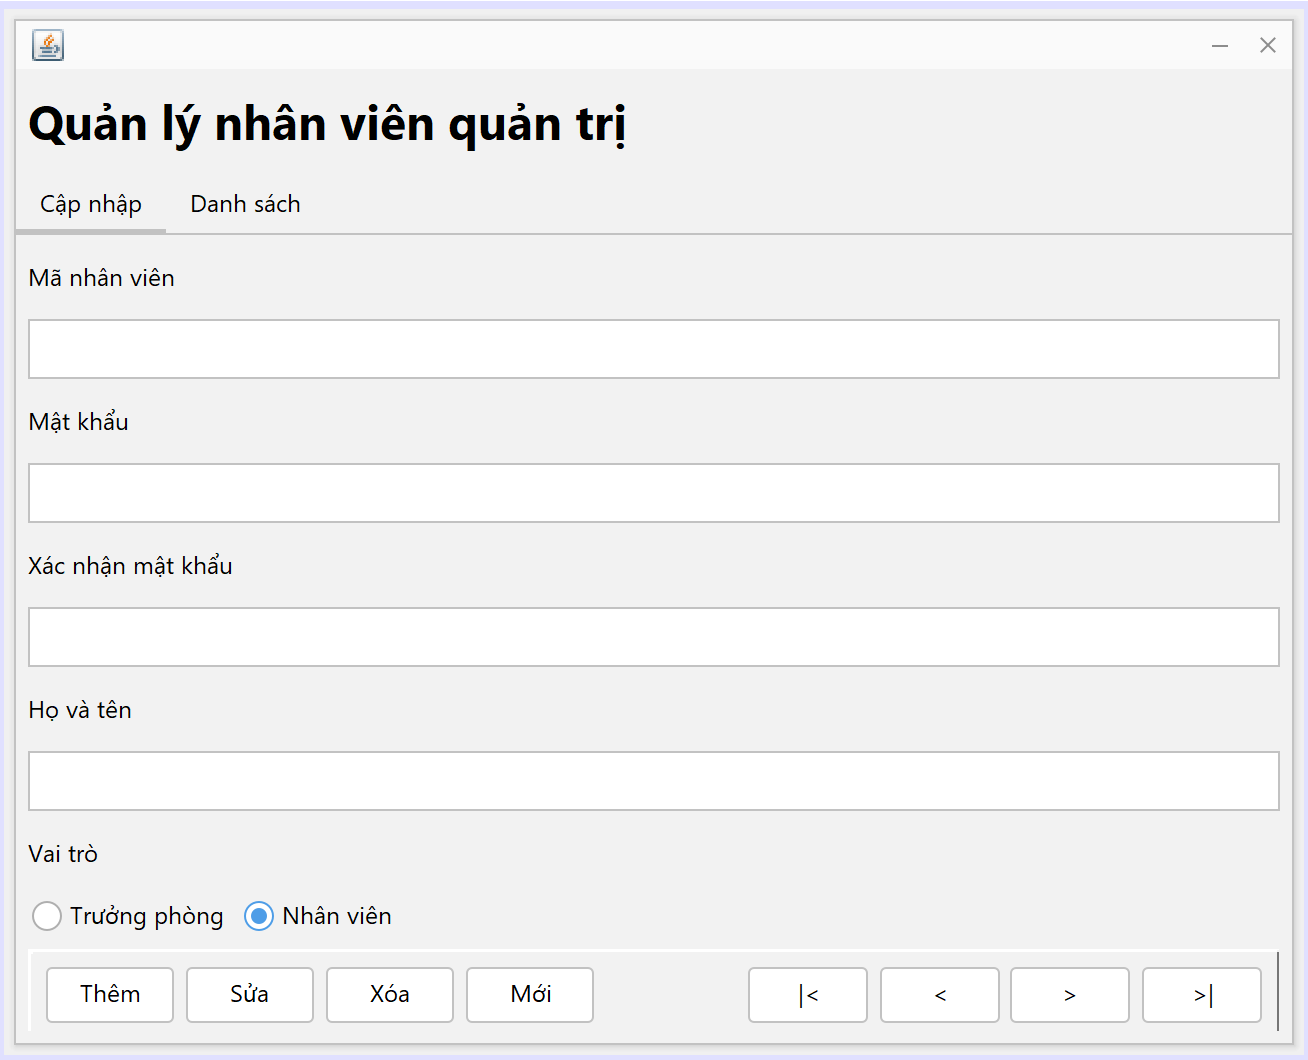 Quản lý nhân viên quản trị
Cập nhập Danh sách
Mã nhân viên
Mật khẩu
Xác nhận mật khẩu
Họ và tên
Vai trò
Trưởng phòng Nhân viên
Thêm Sửa Xóa Mới |< < > >|